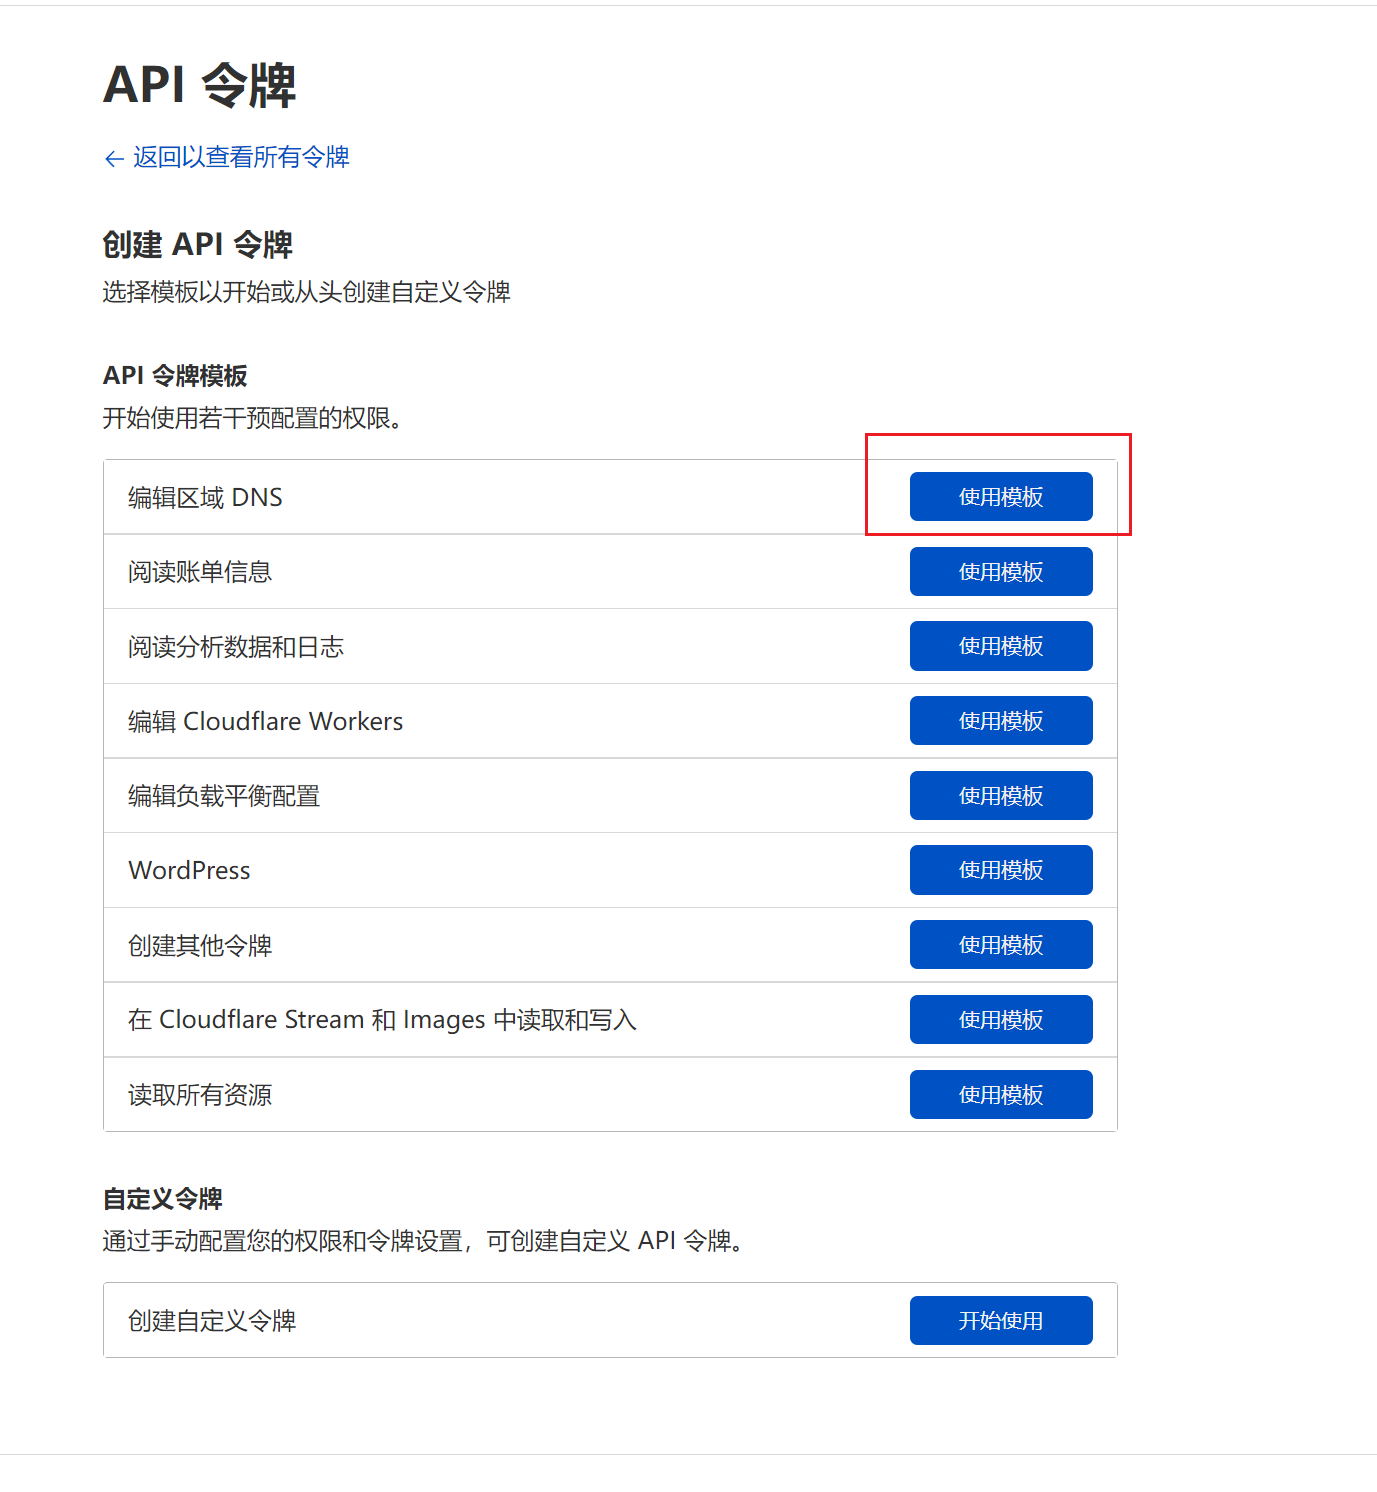 API 令牌
← 返回以查看所有令牌
创建 API 令牌
选择模板以开始或从头创建自定义令牌
API 令牌模板
开始使用若干预配置的权限。
编辑区域 DNS 使用模板
阅读账单信息 使用模板
阅读分析数据和日志 使用模板
编辑 Cloudflare Workers 使用模板
编辑负载平衡配置 使用模板
WordPress 使用模板
创建其他令牌 使用模板
在 Cloudflare Stream 和 Images 中读取和写入 使用模板
读取所有资源 使用模板
自定义令牌
通过手动配置您的权限和令牌设置，可创建自定义 API 令牌。
创建自定义令牌 开始使用